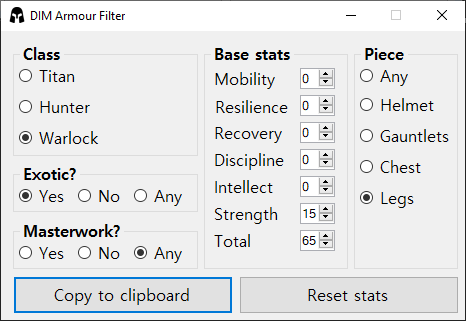 DIM Armour Filter
Class
Titan
Hunter
Warlock
Exotic?
Yes No Any
Masterwork?
Yes No Any
Base stats
Mobility 0
Resilience 0
Recovery 0
Discipline 0
Intellect 0
Strength 15
Total 65
Piece
Any
Helmet
Gauntlets
Chest
Legs
Copy to clipboard
Reset stats